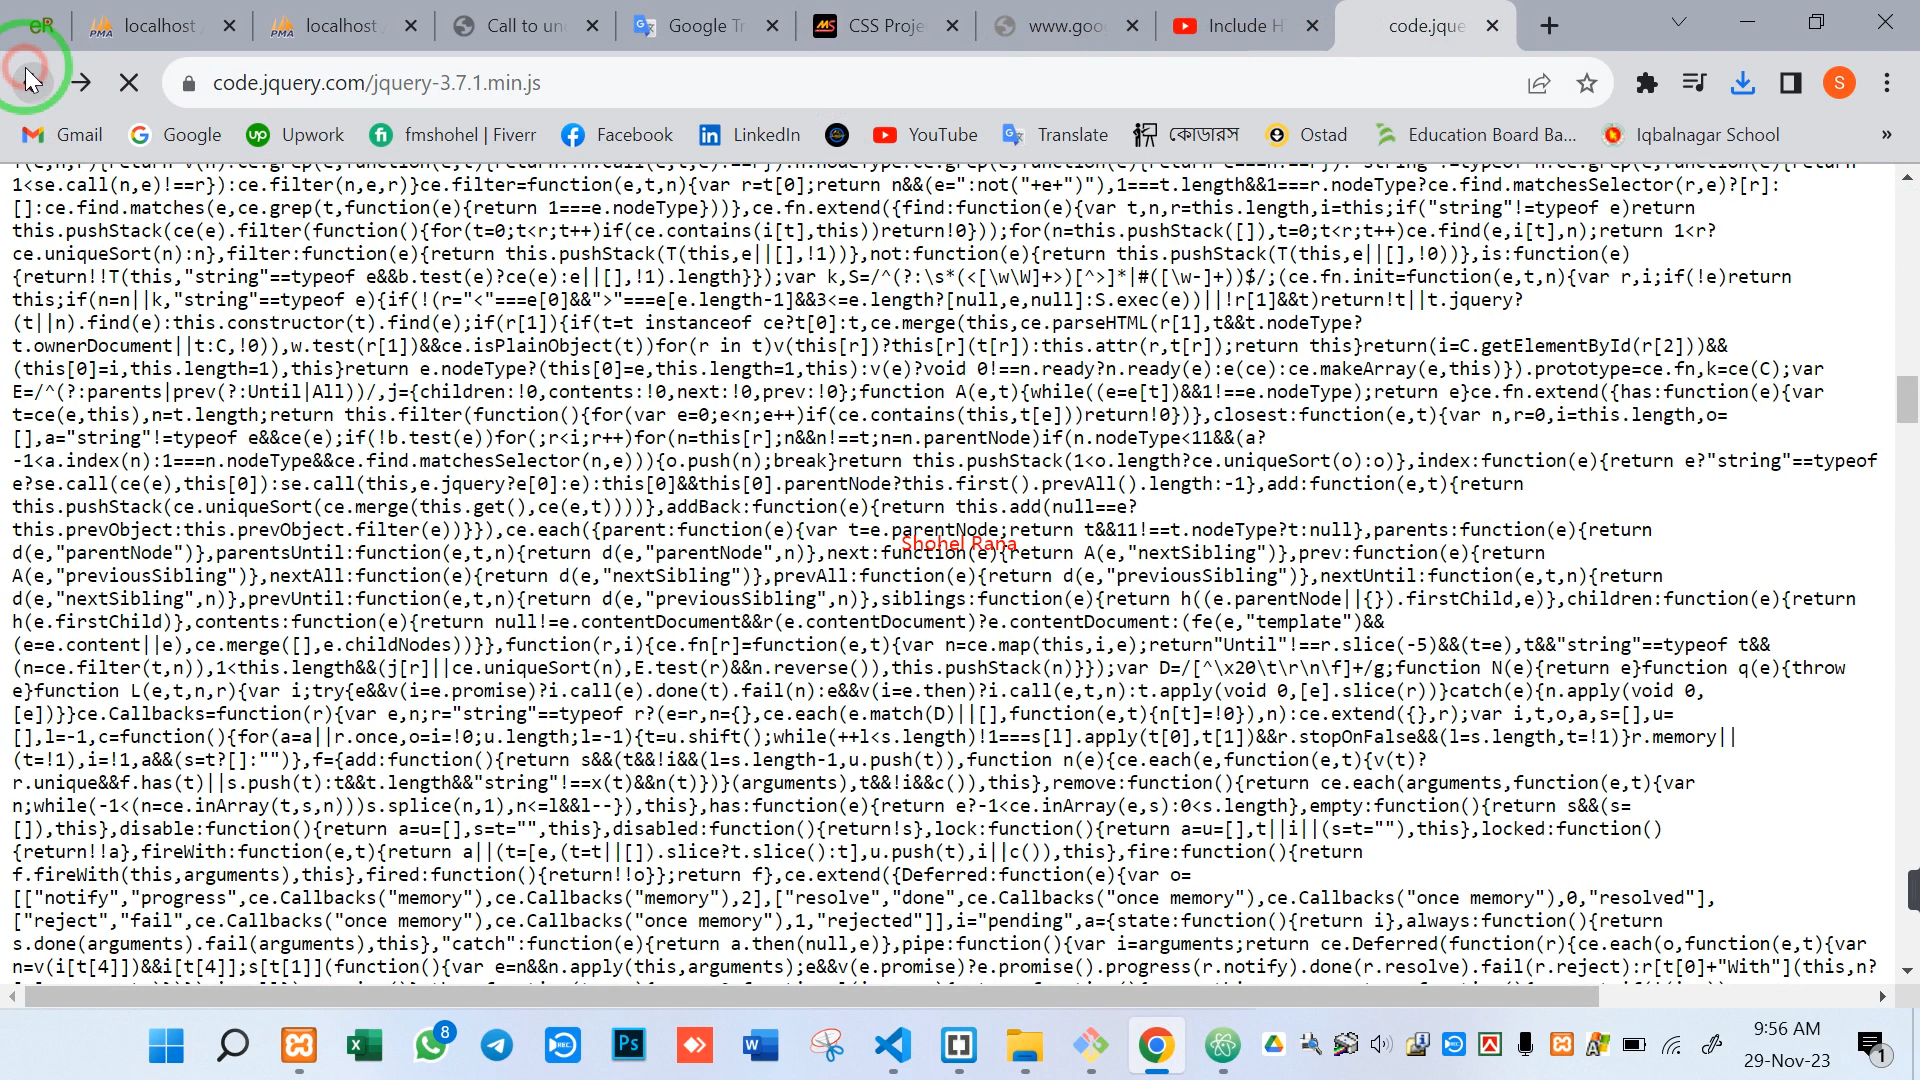 localhost
localhost
Call to un
Google Tr
CSS Proje
www.goo
Include H
code.jque
code.jquery.com/jquery-3.7.1.min.js
S
Gmail
Google
Upwork
fmshohel | Fiverr
Facebook
LinkedIn
YouTube
Translate
কোডারস
Ostad
Education Board Ba...
Iqbalnagar School
»
1<se.call(n,e)!==r}):ce.filter(n,e,r)}ce.filter=function(e,t,n){var r=t[0];return n&&(e=":not("+e+")"),1===t.length&&1===r.nodeType?ce.find.matchesSelector(r,e)?[r]:
[]:ce.find.matches(e,ce.grep(t,function(e){return 1===e.nodeType}))},ce.fn.extend({find:function(e){var t,n,r=this.length,i=this;if("string"!=typeof e)return
this.pushStack(ce(e).filter(function(){for(t=0;t<r;t++)if(ce.contains(i[t],this))return!0}));for(n=this.pushStack([]),t=0;t<r;t++)ce.find(e,i[t],n);return 1<r?
ce.uniqueSort(n):n},filter:function(e){return this.pushStack(T(this,e||[],!1))},not:function(e){return this.pushStack(T(this,e||[],!0))},is:function(e)
{return!!T(this,"string"==typeof e&&b.test(e)?ce(e):e||[],!1).length}});var k,S=/^(?:\s*(<[\w\W]+>)[^>]*|#([\w-]+))$/;(ce.fn.init=function(e,t,n){var r,i;if(!e)return
this;if(n=n||k,"string"==typeof e){if(!(r="<"===e[0]&&">"===e[e.length-1]&&3<=e.length?[null,e,null]:S.exec(e))||!r[1]&&t)return!t||t.jquery?
(t||n).find(e):this.constructor(t).find(e);if(r[1]){if(t=t instanceof ce?t[0]:t,ce.merge(this,ce.parseHTML(r[1],t&&t.nodeType?
t.ownerDocument||t:C,!0)),w.test(r[1])&&ce.isPlainObject(t))for(r in t)v(this[r])?this[r](t[r]):this.attr(r,t[r]);return this}return(i=C.getElementById(r[2]))&&
(this[0]=i,this.length=1),this}return e.nodeType?(this[0]=e,this.length=1,this):v(e)?void 0!==n.ready?n.ready(e):e(ce):ce.makeArray(e,this)}).prototype=ce.fn,k=ce(C);var
E=/^(?:parents|prev(?:Until|All))/,j={children:!0,contents:!0,next:!0,prev:!0};function A(e,t){while((e=e[t])&&1!==e.nodeType);return e}ce.fn.extend({has:function(e){var
t=ce(e,this),n=t.length;return this.filter(function(){for(var e=0;e<n;e++)if(ce.contains(this,t[e]))return!0})},closest:function(e,t){var n,r=0,i=this.length,o=
[],a="string"!=typeof e&&ce(e);if(!b.test(e))for(;r<i;r++)for(n=this[r];n&&n!==t;n=n.parentNode)if(n.nodeType<11&&(a?
-1<a.index(n):1===n.nodeType&&ce.find.matchesSelector(n,e))){o.push(n);break}return this.pushStack(1<o.length?ce.uniqueSort(o):o)},index:function(e){return e?"string"==typeof
e?se.call(ce(e),this[0]):se.call(this,e.jquery?e[0]:e):this[0]&&this[0].parentNode?this.first().prevAll().length:-1},add:function(e,t){return
this.pushStack(ce.uniqueSort(ce.merge(this.get(),ce(e,t))))},addBack:function(e){return this.add(null==e?
this.prevObject:this.prevObject.filter(e))}}),ce.each({parent:function(e){var t=e.parentNode;return t&&11!==t.nodeType?t:null},parents:function(e){return
Shohel Rana
d(e,"parentNode")},parentsUntil:function(e,t,n){return d(e,"parentNode",n)},next:function(e){return A(e,"nextSibling")},prev:function(e){return
A(e,"previousSibling")},nextAll:function(e){return d(e,"nextSibling")},prevAll:function(e){return d(e,"previousSibling")},nextUntil:function(e,t,n){return
d(e,"nextSibling",n)},prevUntil:function(e,t,n){return d(e,"previousSibling",n)},siblings:function(e){return h((e.parentNode||{}).firstChild,e)},children:function(e){return
h(e.firstChild)},contents:function(e){return null!=e.contentDocument&&r(e.contentDocument)?e.contentDocument:(fe(e,"template")&&
(e=e.content||e),ce.merge([],e.childNodes))}},function(r,i){ce.fn[r]=function(e,t){var n=ce.map(this,i,e);return"Until"!==r.slice(-5)&&(t=e),t&&"string"==typeof t&&
(n=ce.filter(t,n)),1<this.length&&(j[r]||ce.uniqueSort(n),E.test(r)&&n.reverse()),this.pushStack(n)}});var D=/[^\x20\t\r\n\f]+/g;function N(e){return e}function q(e){throw
e}function L(e,t,n,r){var i;try{e&&v(i=e.promise)?i.call(e).done(t).fail(n):e&&v(i=e.then)?i.call(e,t,n):t.apply(void 0,[e].slice(r))}catch(e){n.apply(void 0,
[e])}}ce.Callbacks=function(r){var e,n;r="string"==typeof r?(e=r,n={},ce.each(e.match(D)||[],function(e,t){n[t]=!0}),n):ce.extend({},r);var i,t,o,a,s=[],u=
[],l=-1,c=function(){for(a=a||r.once,o=i=!0;u.length;l=-1){t=u.shift();while(++l<s.length)!1===s[l].apply(t[0],t[1])&&r.stopOnFalse&&(l=s.length,t=!1)}r.memory||
(t=!1),i=!1,a&&(s=t?[]:"")},f={add:function(){return s&&(t&&!i&&(l=s.length-1,u.push(t)),function n(e){ce.each(e,function(e,t){v(t)?
r.unique&&f.has(t)||s.push(t):t&&t.length&&"string"!==x(t)&&n(t)})}(arguments),t&&!i&&c()),this},remove:function(){return ce.each(arguments,function(e,t){var
n;while(-1<(n=ce.inArray(t,s,n)))s.splice(n,1),n<=l&&l--}),this},has:function(e){return e?-1<ce.inArray(e,s):0<s.length},empty:function(){return s&&(s=
[]),this},disable:function(){return a=u=[],s=t="",this},disabled:function(){return!s},lock:function(){return a=u=[],t||i||(s=t=""),this},locked:function()
{return!!a},fireWith:function(e,t){return a||(t=[e,(t=t||[]).slice?t.slice():t],u.push(t),i||c()),this},fire:function(){return
f.fireWith(this,arguments),this},fired:function(){return!!o}};return f},ce.extend({Deferred:function(e){var o=
[["notify","progress",ce.Callbacks("memory"),ce.Callbacks("memory"),2],["resolve","done",ce.Callbacks("once memory"),ce.Callbacks("once memory"),0,"resolved"],
["reject","fail",ce.Callbacks("once memory"),ce.Callbacks("once memory"),1,"rejected"]],i="pending",a={state:function(){return i},always:function(){return
s.done(arguments).fail(arguments),this},"catch":function(e){return a.then(null,e)},pipe:function(){var i=arguments;return ce.Deferred(function(r){ce.each(o,function(e,t){var
n=v(i[t[4]])&&i[t[4]];s[t[1]](function(){var e=n&&n.apply(this,arguments);e&&v(e.promise)?e.promise().progress(r.notify).done(r.resolve).fail(r.reject):r[t[0]+"With"](this,n?
8
9:56 AM
29-Nov-23
1